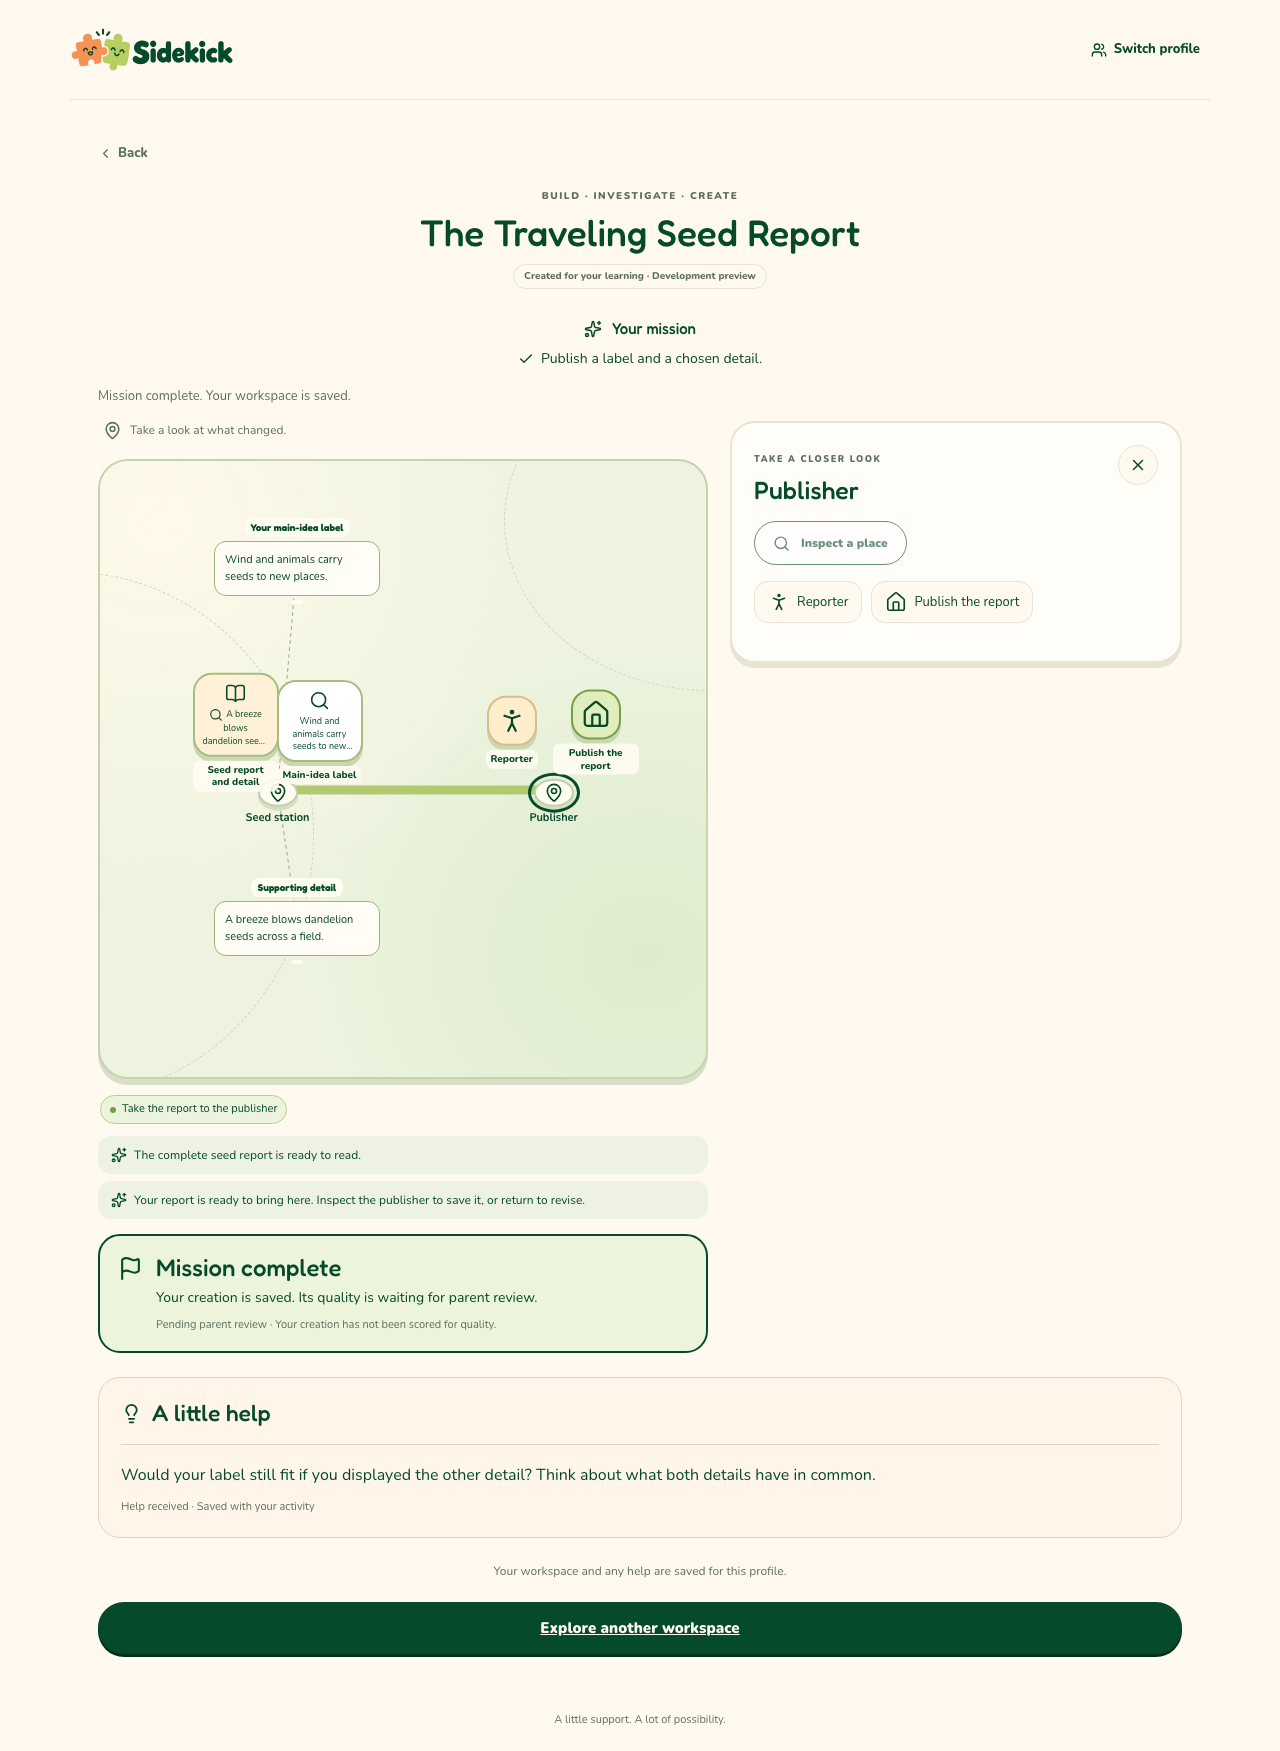 Sidekick
Switch profile
Back
BUILD · INVESTIGATE · CREATE
The Traveling Seed Report
Created for your learning · Development preview
Your mission
Publish a label and a chosen detail.
Mission complete. Your workspace is saved.
Take a look at what changed.
Your main-idea label
Wind and animals carry
seeds to new places.
A breeze
blows
dandelion see...
Seed report
and detail
Wind and
animals carry
seeds to new...
Main-idea label
Reporter
Publish the
report
Seed station
Publisher
Supporting detail
A breeze blows dandelion
seeds across a field.
TAKE A CLOSER LOOK
Publisher
Inspect a place
Reporter
Publish the report
Take the report to the publisher
The complete seed report is ready to read.
Your report is ready to bring here. Inspect the publisher to save it, or return to revise.
Mission complete
Your creation is saved. Its quality is waiting for parent review.
Pending parent review · Your creation has not been scored for quality.
A little help
Would your label still fit if you displayed the other detail? Think about what both details have in common.
Help received · Saved with your activity
Your workspace and any help are saved for this profile.
Explore another workspace
A little support. A lot of possibility.